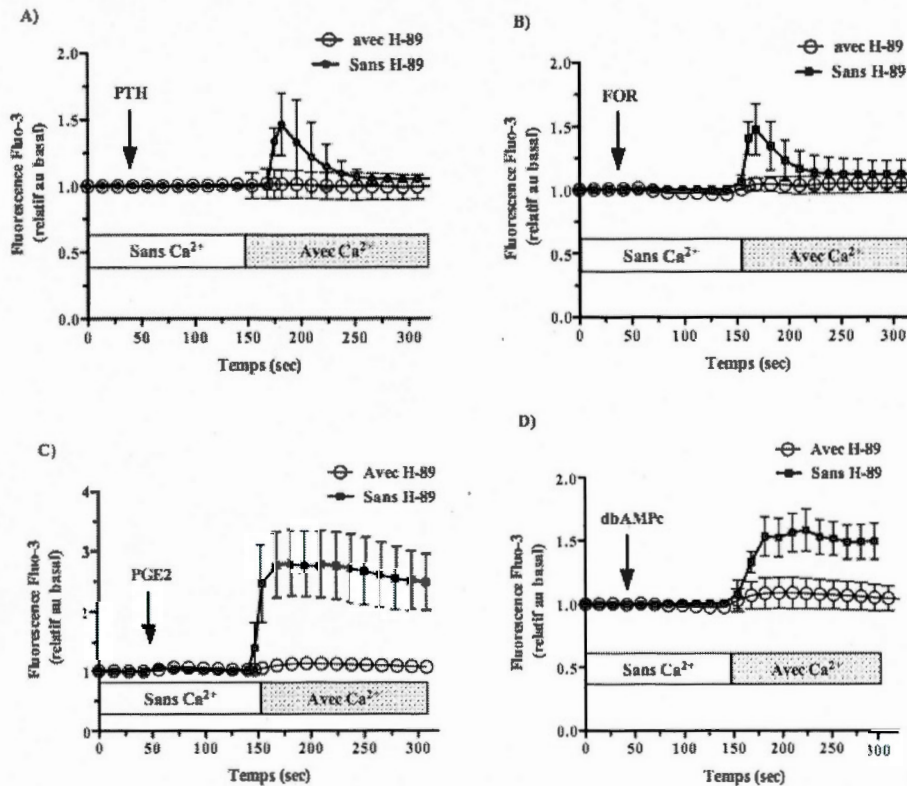 A)
avec H-89
Sans H-89
PTH
Fluorescence Fluo-3
(relatif au basal)
2.0
1.5
1.0
0.5
0.0
Sans Ca²⁺
Avec Ca²⁺
0 50 100 150 200 250 300
Temps (sec)
B)
avec H-89
Sans H-89
FOR
Fluorescence Fluo-3
(relatif au basal)
2.0
1.5
1.0
0.5
0.0
Sans Ca²⁺
Avec Ca²⁺
0 50 100 150 200 250 300
Temps (sec)
C)
Avec H-89
Sans H-89
PGE2
Fluorescence Fluo-3
(relatif au basal)
4
3
2
1
0
Sans Ca²⁺
Avec Ca²⁺
0 50 100 150 200 250 300
Temps (sec)
D)
Avec H-89
Sans H-89
dbAMPc
Fluorescence Fluo-3
(relatif au basal)
2.0
1.5
1.0
0.5
0.0
Sans Ca²⁺
Avec Ca²⁺
0 50 100 150 200 250 300
Temps (sec)